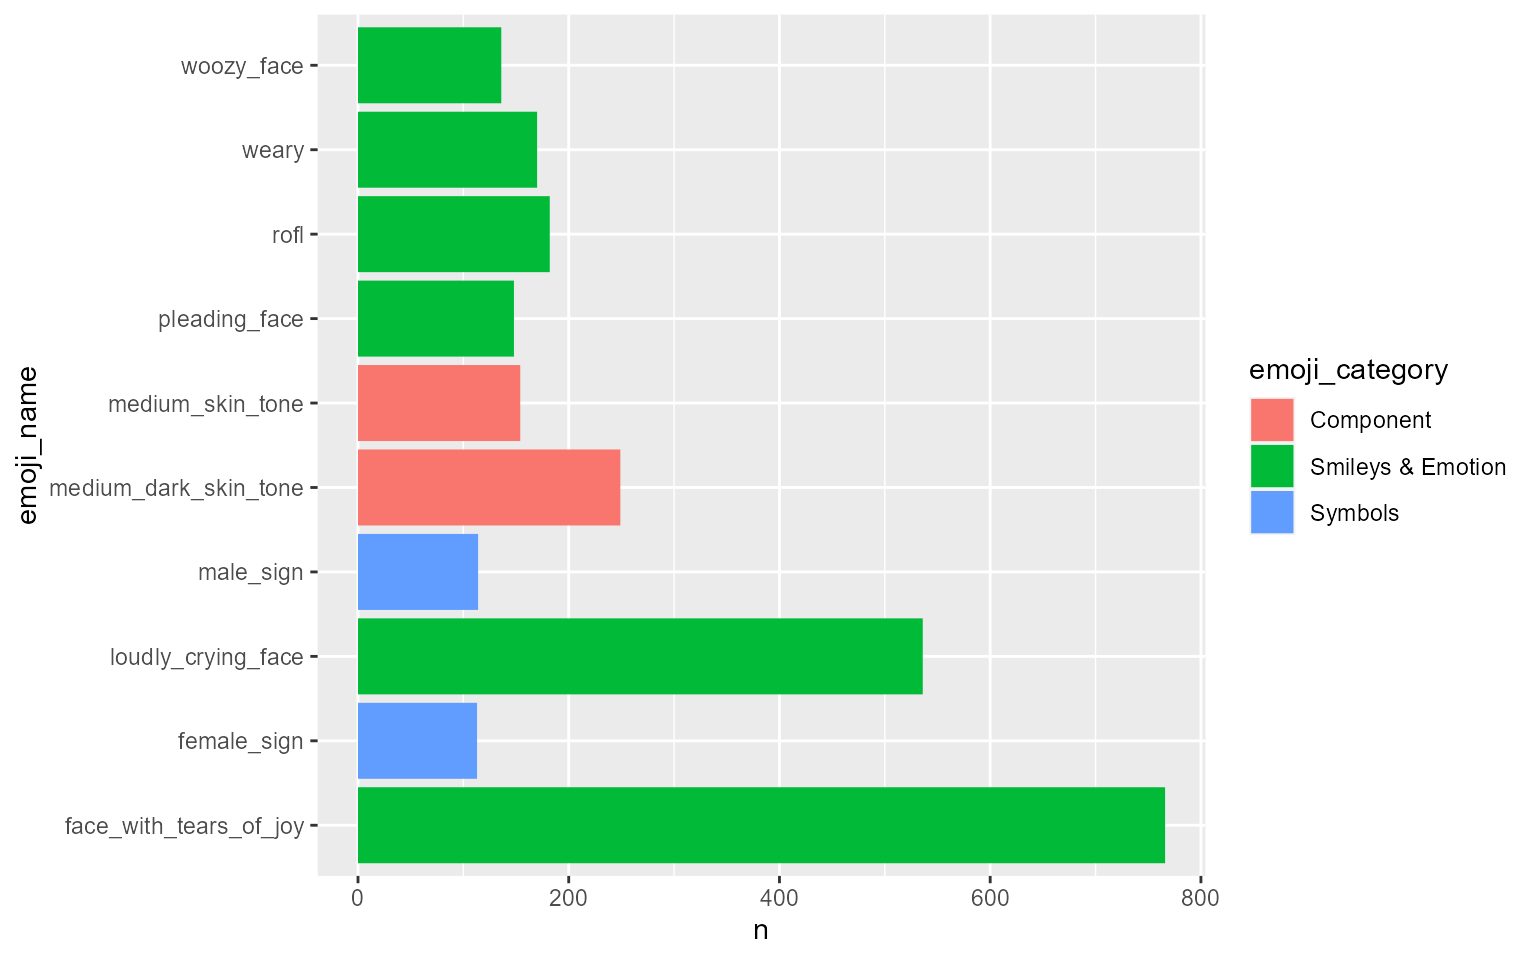 woozy_face
weary
rofl
pleading_face
medium_skin_tone
medium_dark_skin_tone
male_sign
loudly_crying_face
female_sign
face_with_tears_of_joy
emoji_name
0 200 400 600 800
n
emoji_category
Component
Smileys & Emotion
Symbols